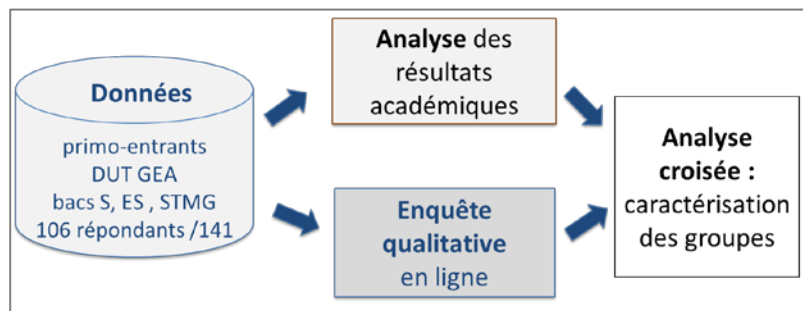 Données
primo-entrants
DUT GEA
bacs S, ES , STMG
106 répondants /141
Analyse des
résultats
académiques
Enquête
qualitative
en ligne
Analyse
croisée :
caractérisation
des groupes